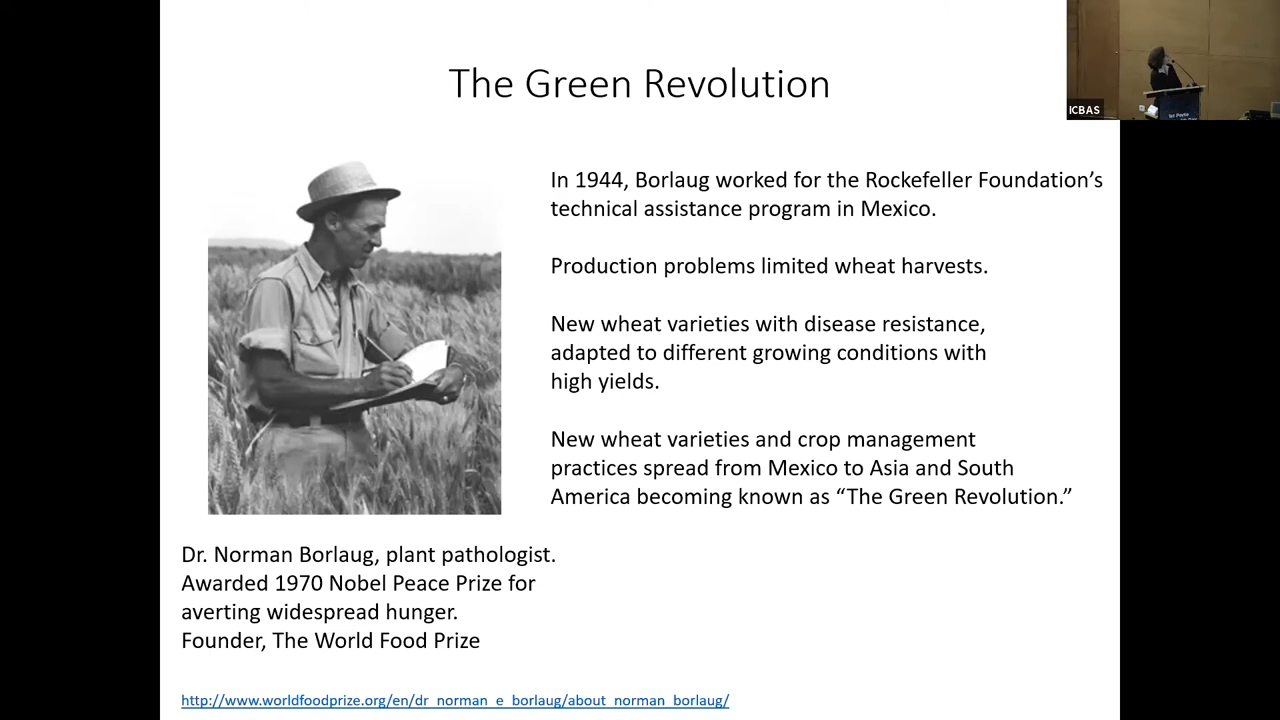 The Green Revolution
ICBAS
In 1944, Borlaug worked for the Rockefeller Foundation’s
technical assistance program in Mexico.
Production problems limited wheat harvests.
New wheat varieties with disease resistance,
adapted to different growing conditions with
high yields.
New wheat varieties and crop management
practices spread from Mexico to Asia and South
America becoming known as “The Green Revolution.”
Dr. Norman Borlaug, plant pathologist.
Awarded 1970 Nobel Peace Prize for
averting widespread hunger.
Founder, The World Food Prize
http://www.worldfoodprize.org/en/dr_norman_e_borlaug/about_norman_borlaug/